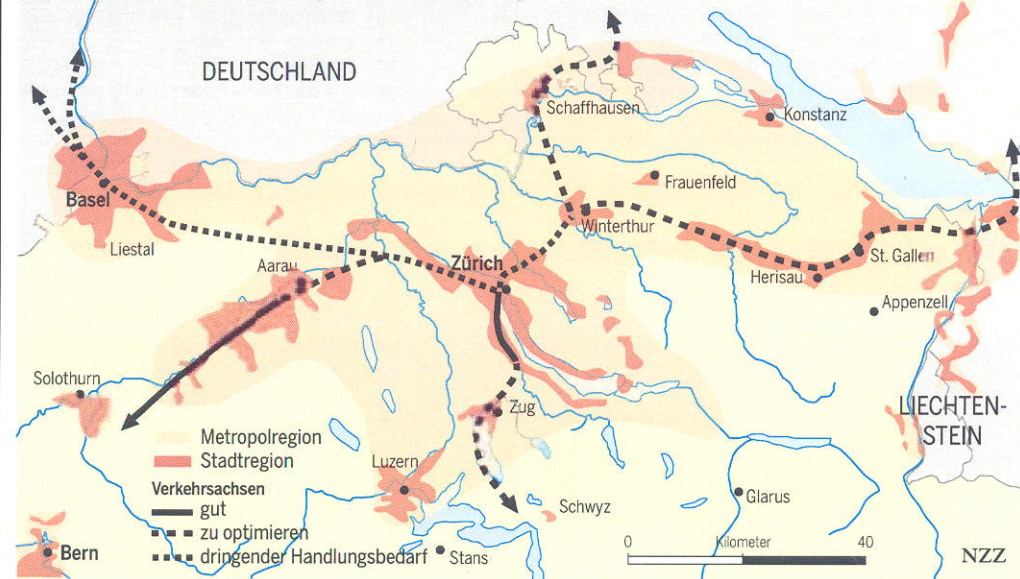 DEUTSCHLAND
Schaffhausen
Konstanz
Frauenfeld
Basel
Winterthur
Liestal
Zürich
St. Gallen
Aarau
Herisau
Appenzell
Solothurn
Zug
LIECHTEN-
STEIN
Metropolregion
Stadtregion
Luzern
Verkehrsachsen
gut
Glarus
Schwyz
zu optimieren
0 Kilometer 40
Bern
dringender Handlungsbedarf
Stans
NZZ